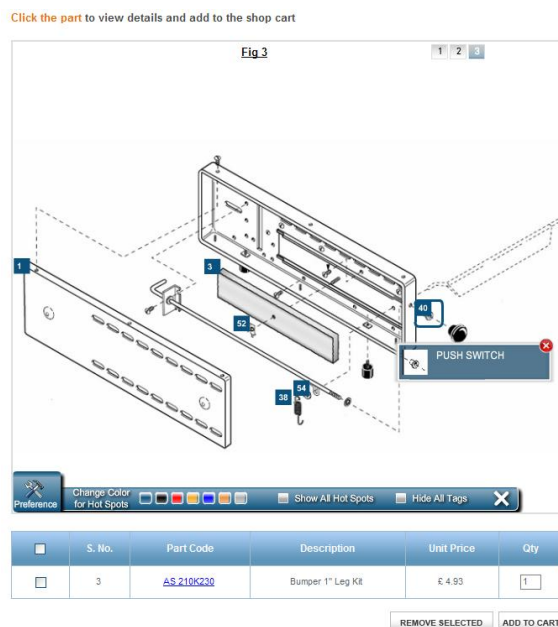 Click the part to view details and add to the shop cart
Fig 3
1 2 3
1
3
40
52
PUSH SWITCH
54
38
Preference
Change Color
for Hot Spots
Show All Hot Spots
Hide All Tags
S. No. Part Code Description Unit Price Qty
3 AS 210K230 Bumper 1" Leg Kit £ 4.93 1
REMOVE SELECTED ADD TO CART